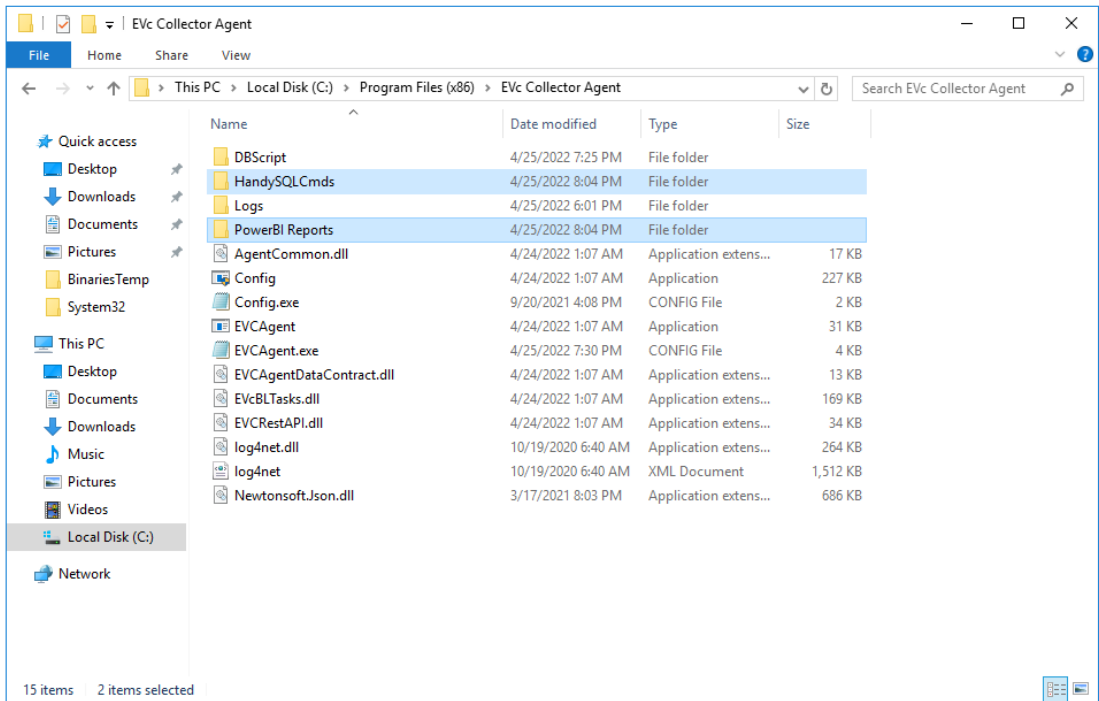 EVc Collector Agent
File Home Share View
This PC Local Disk (C:) Program Files (x86) EVc Collector Agent Search EVc Collector Agent
Quick access
Desktop
Downloads
Documents
Pictures
BinariesTemp
System32
This PC
Desktop
Documents
Downloads
Music
Pictures
Videos
Local Disk (C:)
Network
Name Date modified Type Size
DBScript 4/25/2022 7:25 PM File folder
HandySQLCmds 4/25/2022 8:04 PM File folder
Logs 4/25/2022 6:01 PM File folder
PowerBI Reports 4/25/2022 8:04 PM File folder
AgentCommon.dll 4/24/2022 1:07 AM Application extens... 17 KB
Config 4/24/2022 1:07 AM Application 227 KB
Config.exe 9/20/2021 4:08 PM CONFIG File 2 KB
EVCAgent 4/24/2022 1:07 AM Application 31 KB
EVCAgent.exe 4/25/2022 7:30 PM CONFIG File 4 KB
EVCAgentDataContract.dll 4/24/2022 1:07 AM Application extens... 13 KB
EVcBLTasks.dll 4/24/2022 1:07 AM Application extens... 169 KB
EVCRestAPI.dll 4/24/2022 1:07 AM Application extens... 34 KB
log4net.dll 10/19/2020 6:40 AM Application extens... 264 KB
log4net 10/19/2020 6:40 AM XML Document 1,512 KB
Newtonsoft.Json.dll 3/17/2021 8:03 PM Application extens... 686 KB
15 items 2 items selected